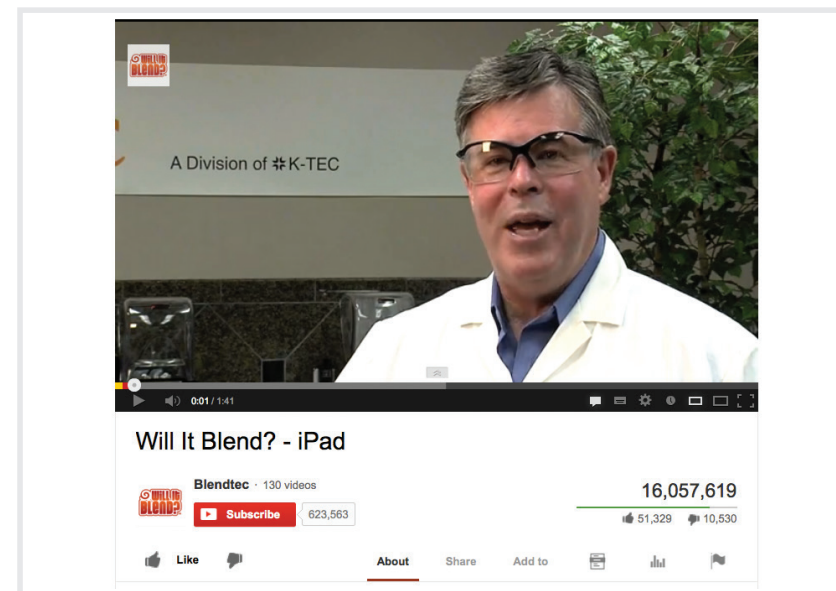 WILL IT
BLEND?
A Division of K-TEC
0:01 / 1:41
Will It Blend? - iPad
WILL IT
BLEND?
Blendtec · 130 videos
Subscribe 623,563
16,057,619
51,329 10,530
Like About Share Add to